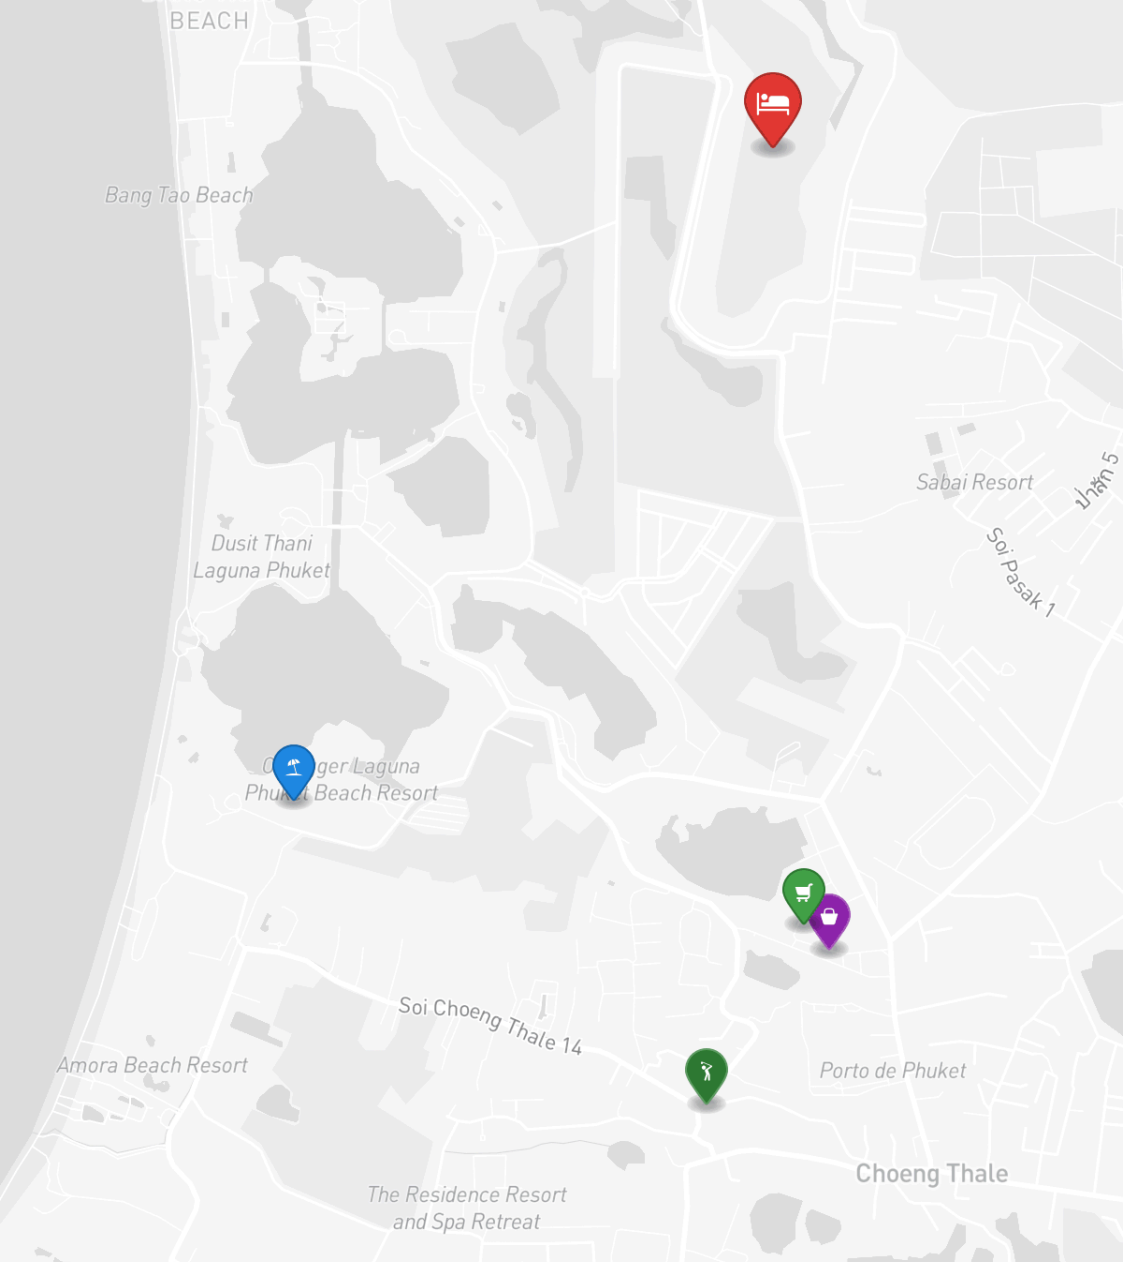 BEACH
Bang Tao Beach
Sabai Resort
ป่าสัก 5
Soi Pasak 1
Dusit Thani
Laguna Phuket
Laguna
Phuket Beach Resort
Soi Choeng Thale 14
Amora Beach Resort
Porto de Phuket
Choeng Thale
The Residence Resort
and Spa Retreat